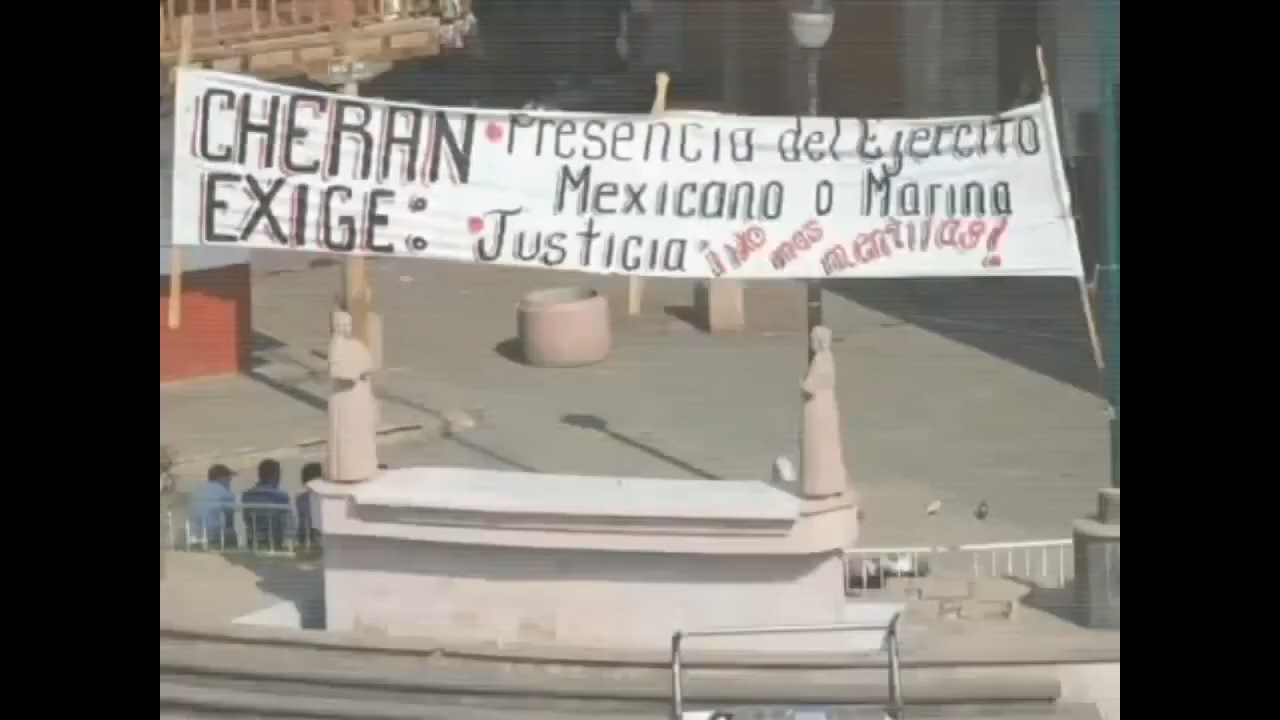 CHERAN
EXIGE:
• Presencia del Ejercito
Mexicano o Marina
• Justicia • ¡No mas mentiras!